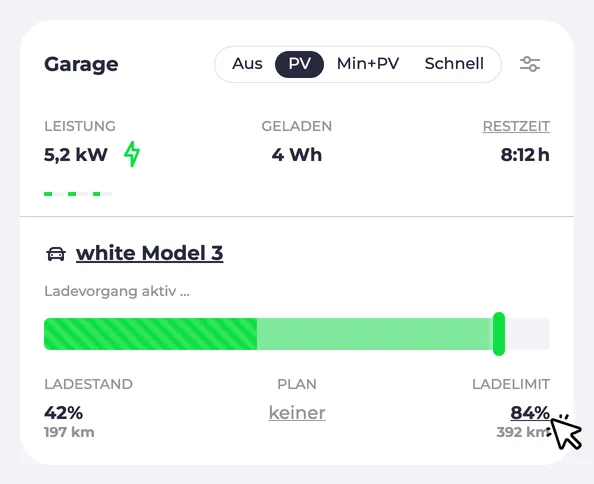 Garage
Aus PV Min+PV Schnell
LEISTUNG GELADEN RESTZEIT
5,2 kW 4 Wh 8:12 h
white Model 3
Ladevorgang aktiv ...
LADESTAND PLAN LADELIMIT
42% keiner 84%
197 km 392 km